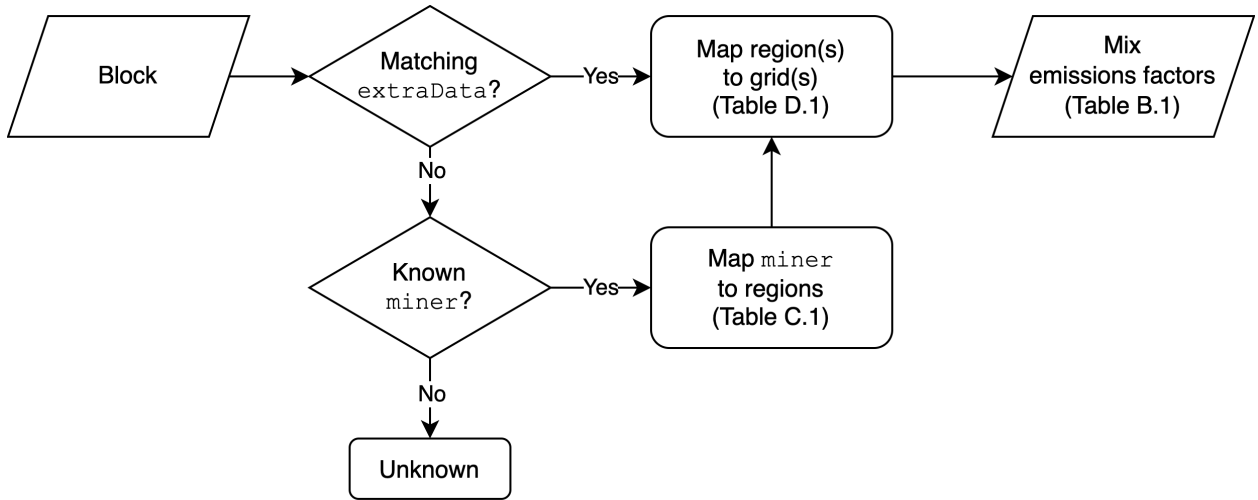 Block
Matching
extraData?
Yes
Map region(s)
to grid(s)
(Table D.1)
Mix
emissions factors
(Table B.1)
No
Known
miner?
Yes
Map miner
to regions
(Table C.1)
No
Unknown